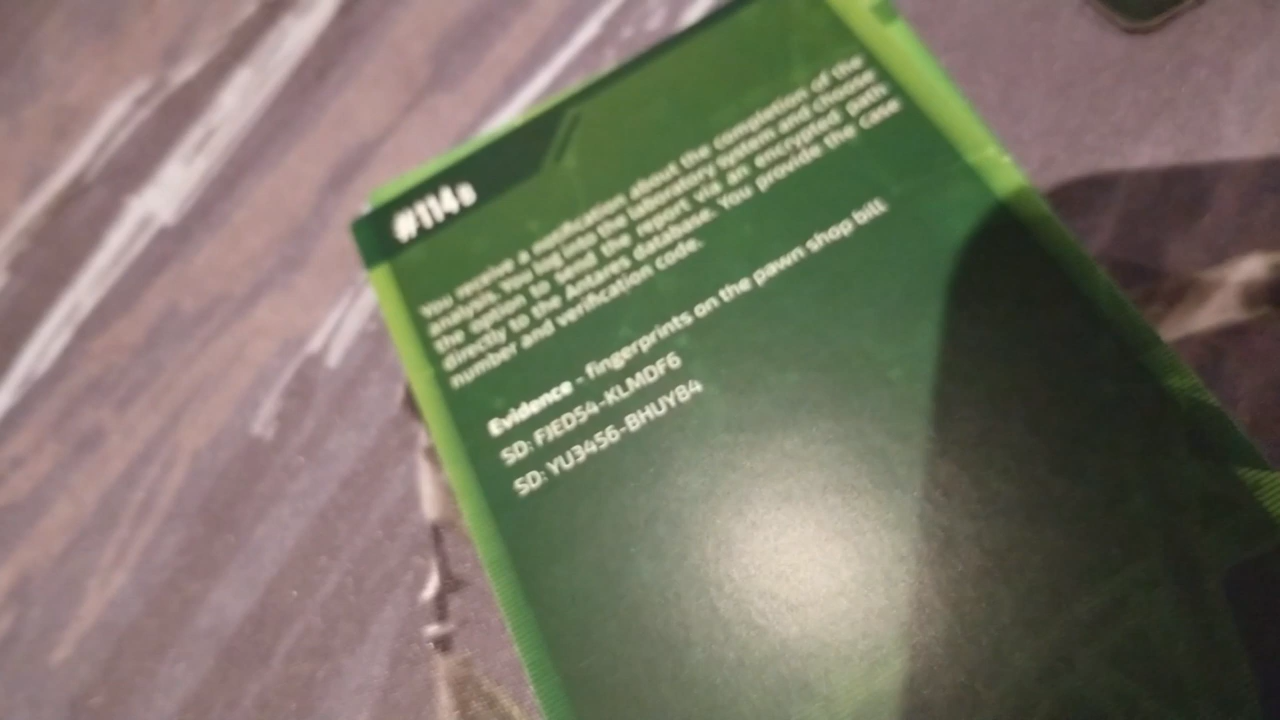 #114B
You receive a notification about the completion of the
analysis. You log into the laboratory system and choose
the option to send the report via an encrypted path
directly to the Antares database. You provide the case
number and verification code.
Evidence - fingerprints on the pawn shop bill:
SD: FJED54-KLMDF6
SD: YU3456-BHUY84